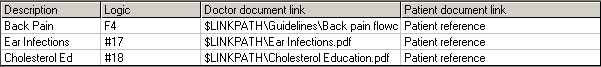 Description Logic Doctor document link Patient document link
Back Pain F4 $LINKPATH\Guidelines\Back pain flowc Patient reference
Ear Infections #17 $LINKPATH\Ear Infections.pdf Patient reference
Cholesterol Ed #18 $LINKPATH\Cholesterol Education.pdf Patient reference